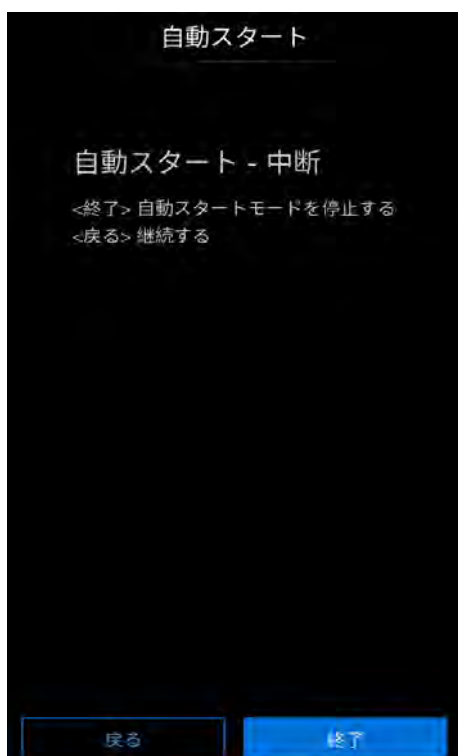 自動スタート
自動スタート - 中断
<終了> 自動スタートモードを停止する
<戻る> 継続する
戻る
終了